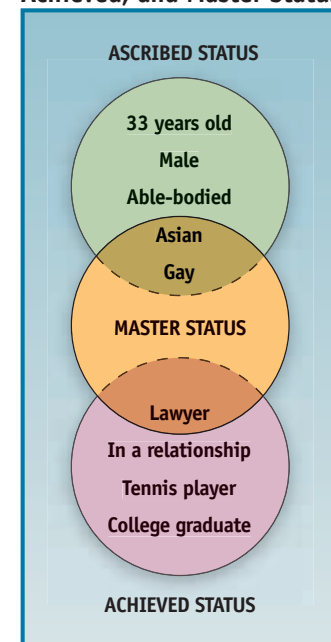 Achieved, and Master Status
ASCRIBED STATUS
33 years old
Male
Able-bodied
Asian
Gay
MASTER STATUS
Lawyer
In a relationship
Tennis player
College graduate
ACHIEVED STATUS